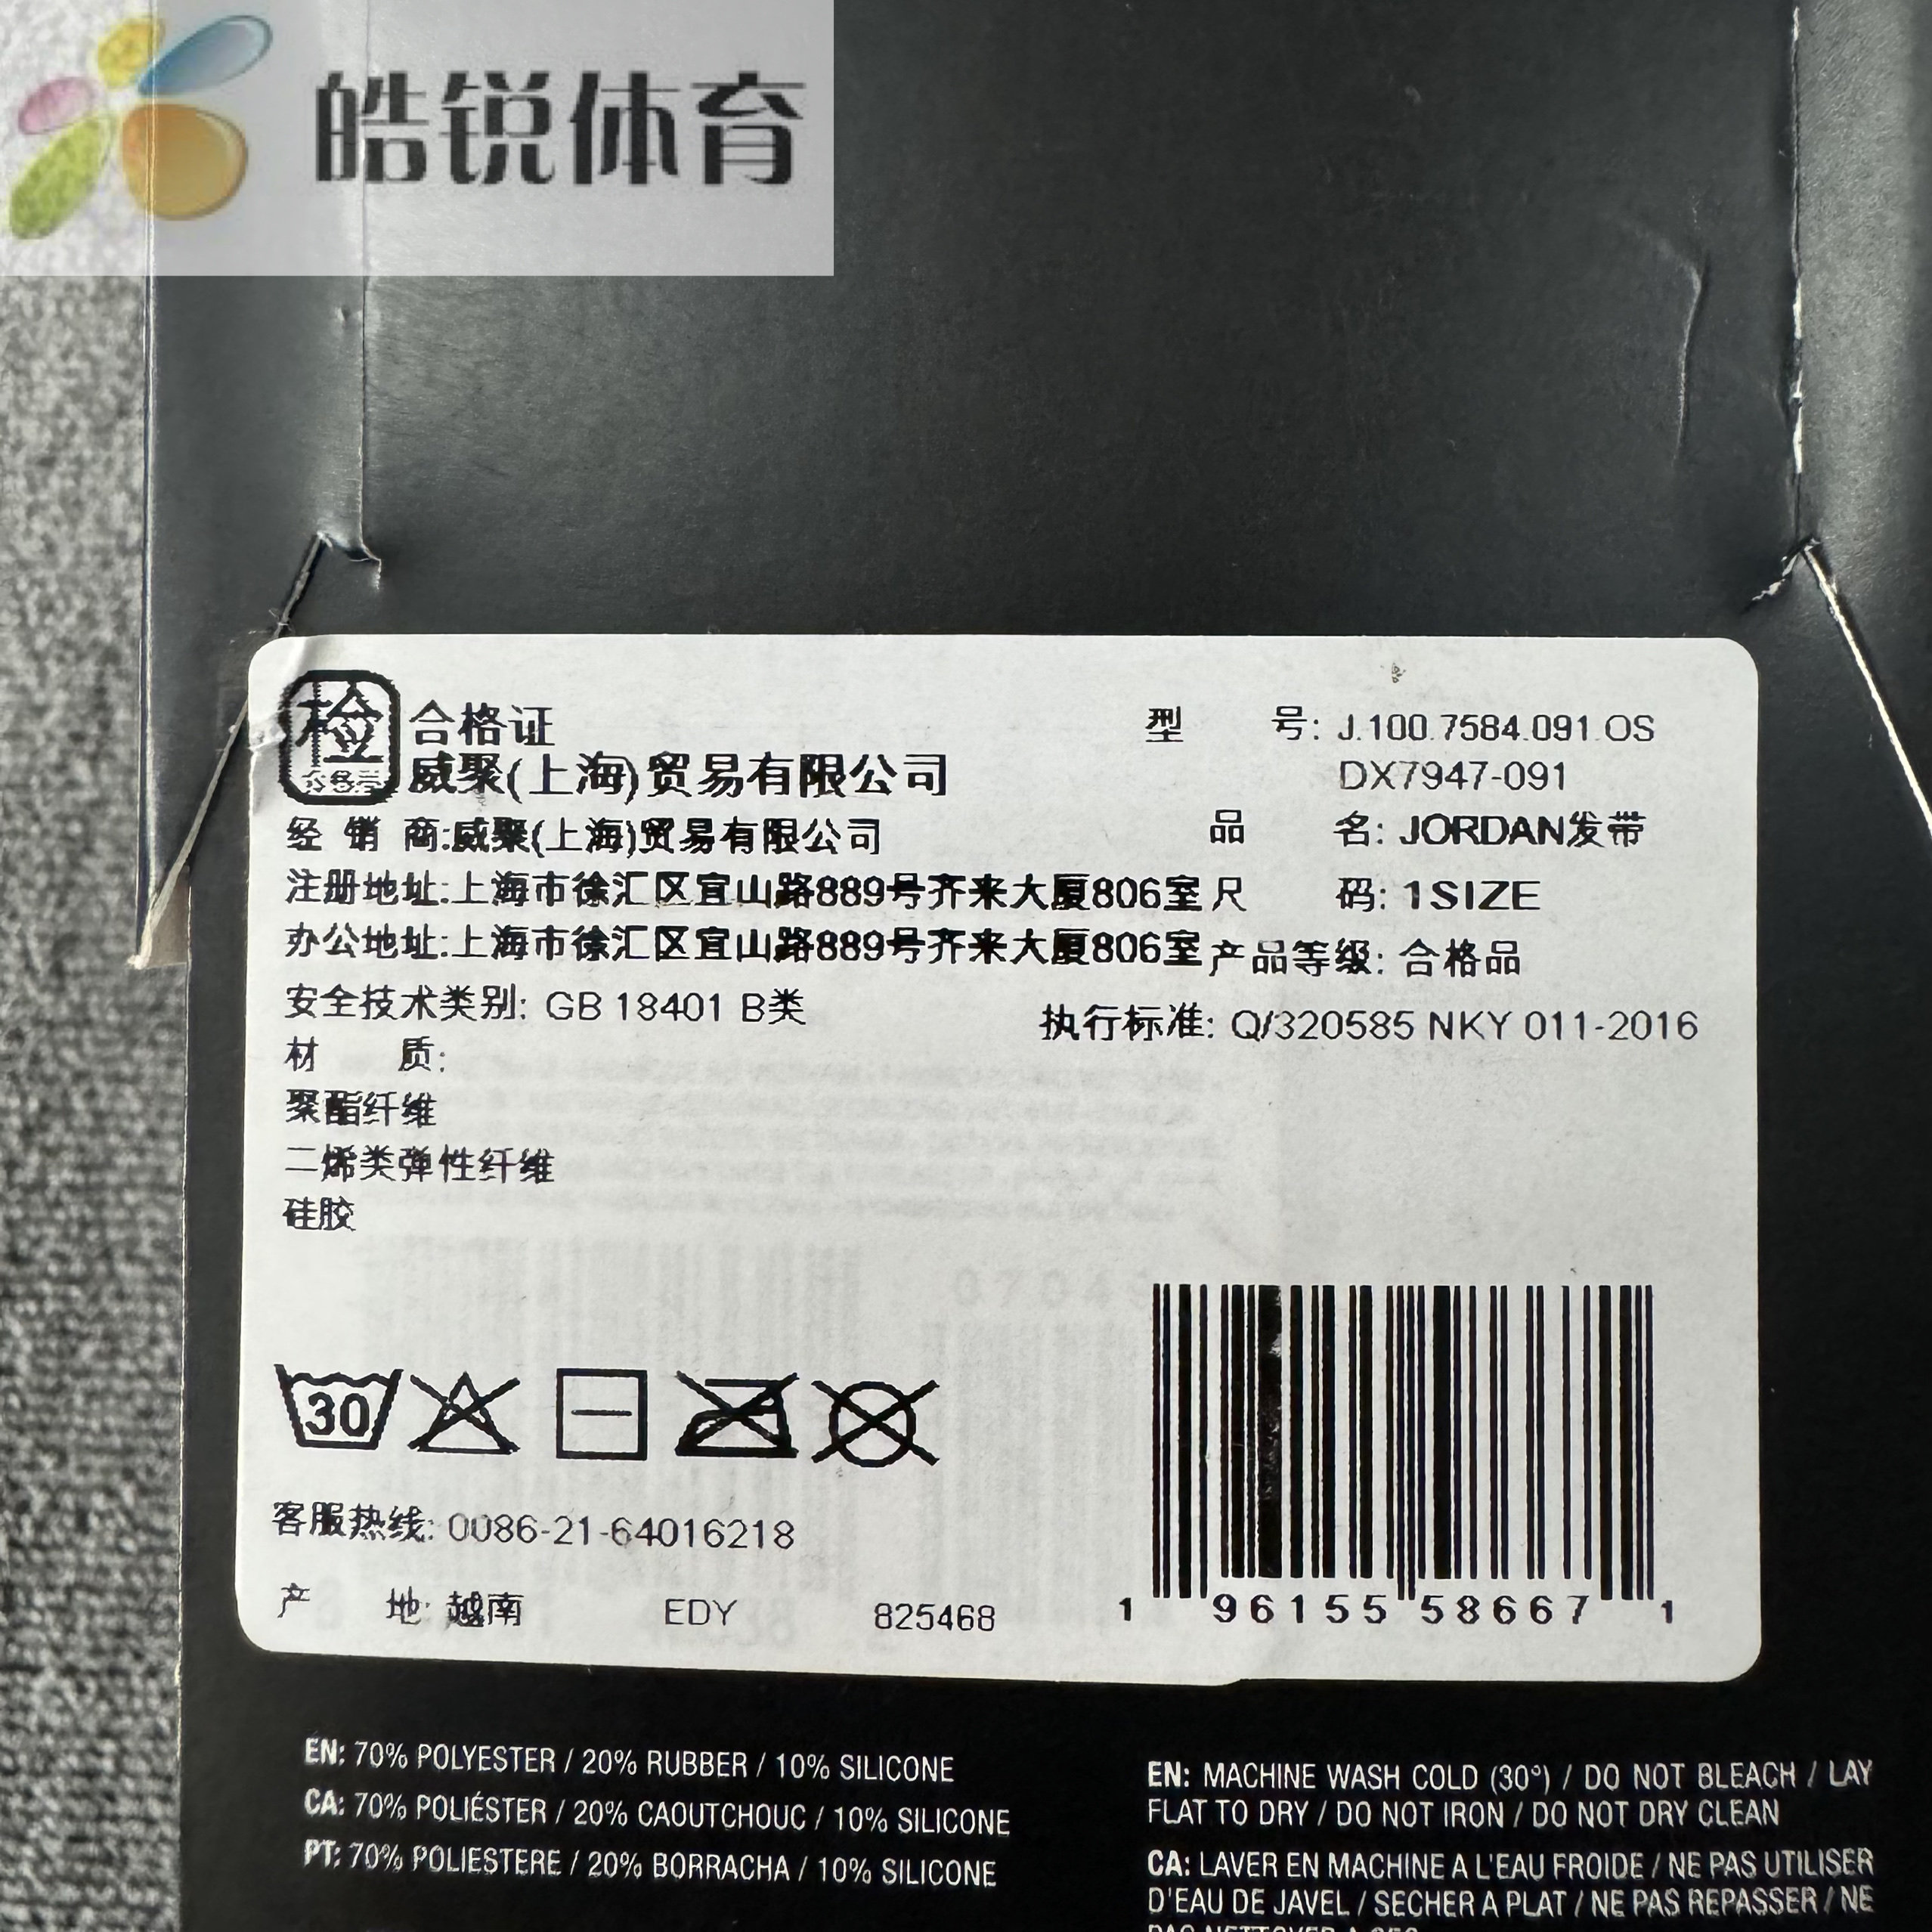 皓锐体育
检
合格证
威聚(上海)贸易有限公司
经销商:威聚(上海)贸易有限公司
注册地址:上海市徐汇区宜山路889号齐来大厦806室
办公地址:上海市徐汇区宜山路889号齐来大厦806室
安全技术类别: GB 18401 B类
材 质:
聚酯纤维
二烯类弹性纤维
硅胶
型 号: J.100.7584.091.OS
DX7947-091
品 名: JORDAN发带
尺 码: 1SIZE
产品等级: 合格品
执行标准: Q/320585 NKY 011-2016
30
客服热线: 0086-21-64016218
产 地: 越南 EDY 825468
1 96155 58667 1
EN: 70% POLYESTER / 20% RUBBER / 10% SILICONE
CA: 70% POLIÉSTER / 20% CAOUTCHOUC / 10% SILICONE
PT: 70% POLIESTERE / 20% BORRACHA / 10% SILICONE
EN: MACHINE WASH COLD (30°) / DO NOT BLEACH / LAY
FLAT TO DRY / DO NOT IRON / DO NOT DRY CLEAN
CA: LAVER EN MACHINE A L'EAU FROIDE / NE PAS UTILISER
D'EAU DE JAVEL / SECHER A PLAT / NE PAS REPASSER / NE